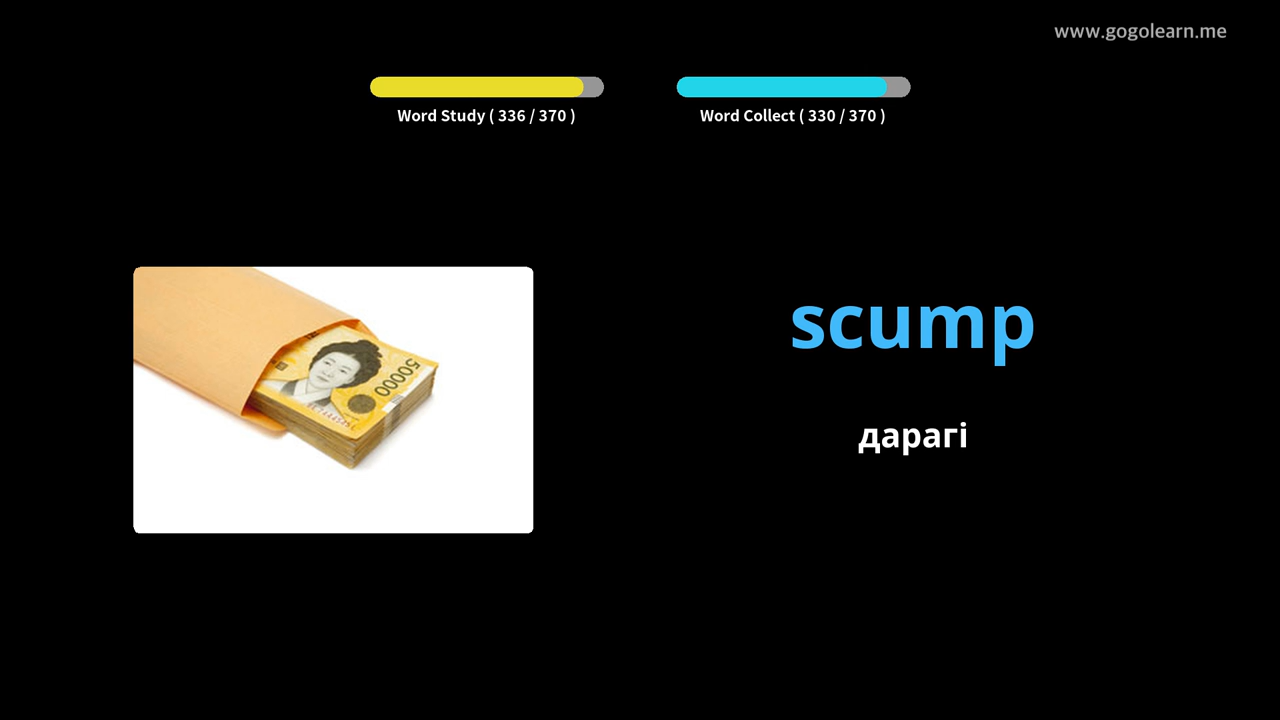 www.gogolearn.me
Word Study ( 336 / 370 )
Word Collect ( 330 / 370 )
50000
scump
дарагі